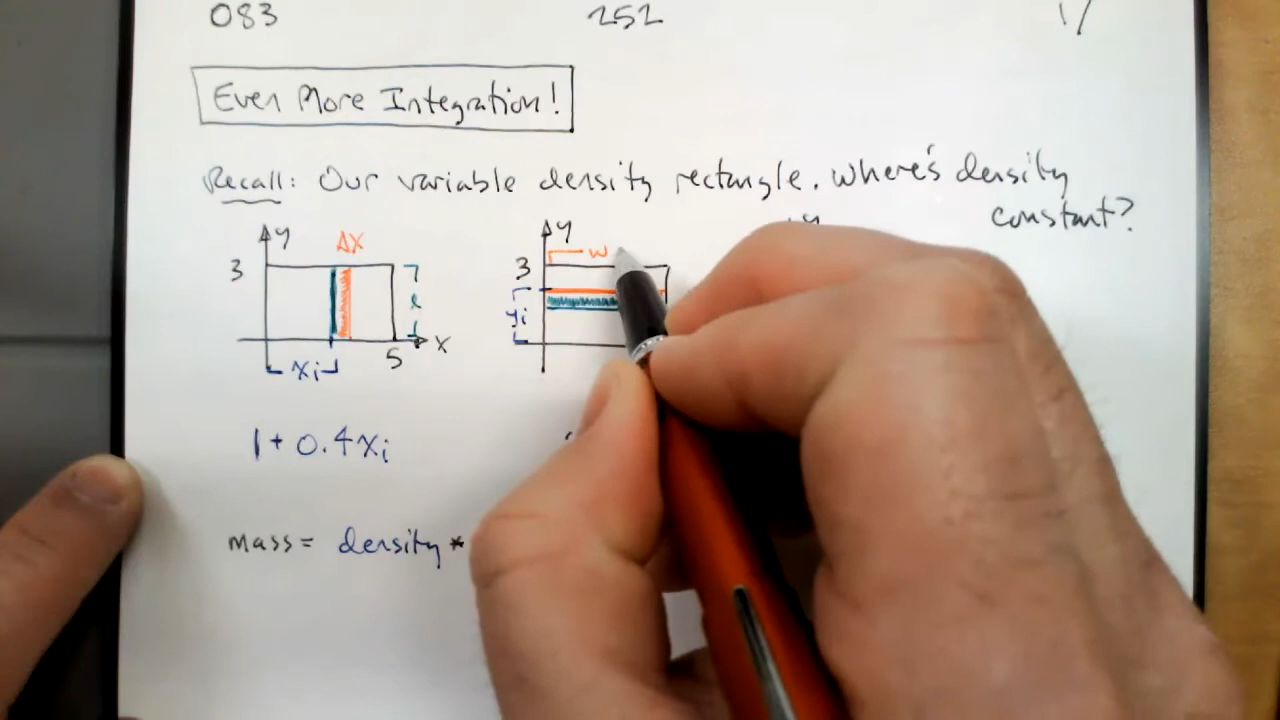 083 252 1/
Even More Integration!
Recall: Our variable density rectangle. Where's density
constant?
y Δx
3
l
x
5
xi
y
w
3
yi
y
1 + 0.4xi
mass = density *